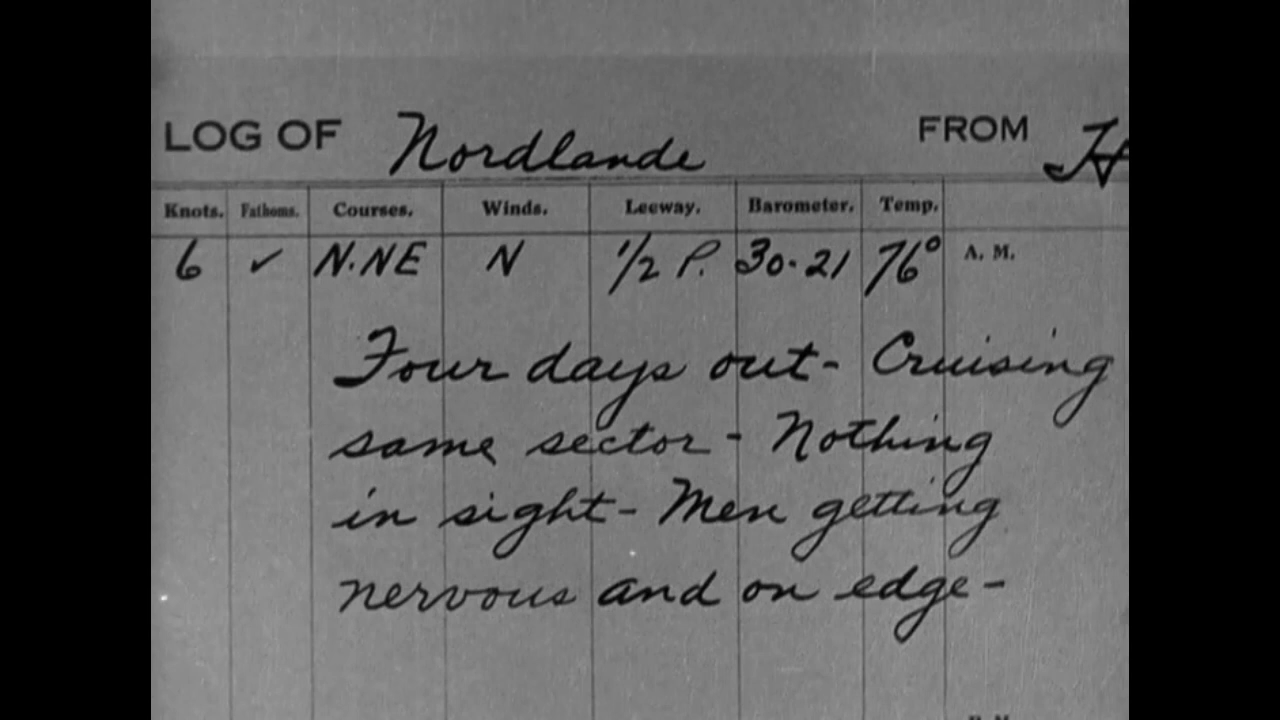 LOG OF Nordlande FROM H
Knots. Fathoms. Courses. Winds. Leeway. Barometer. Temp.
6 ✓ N.NE N 1/2 P. 30-21 76° A. M.
Four days out- Cruising
same sector - Nothing
in sight- Men getting
nervous and on edge-